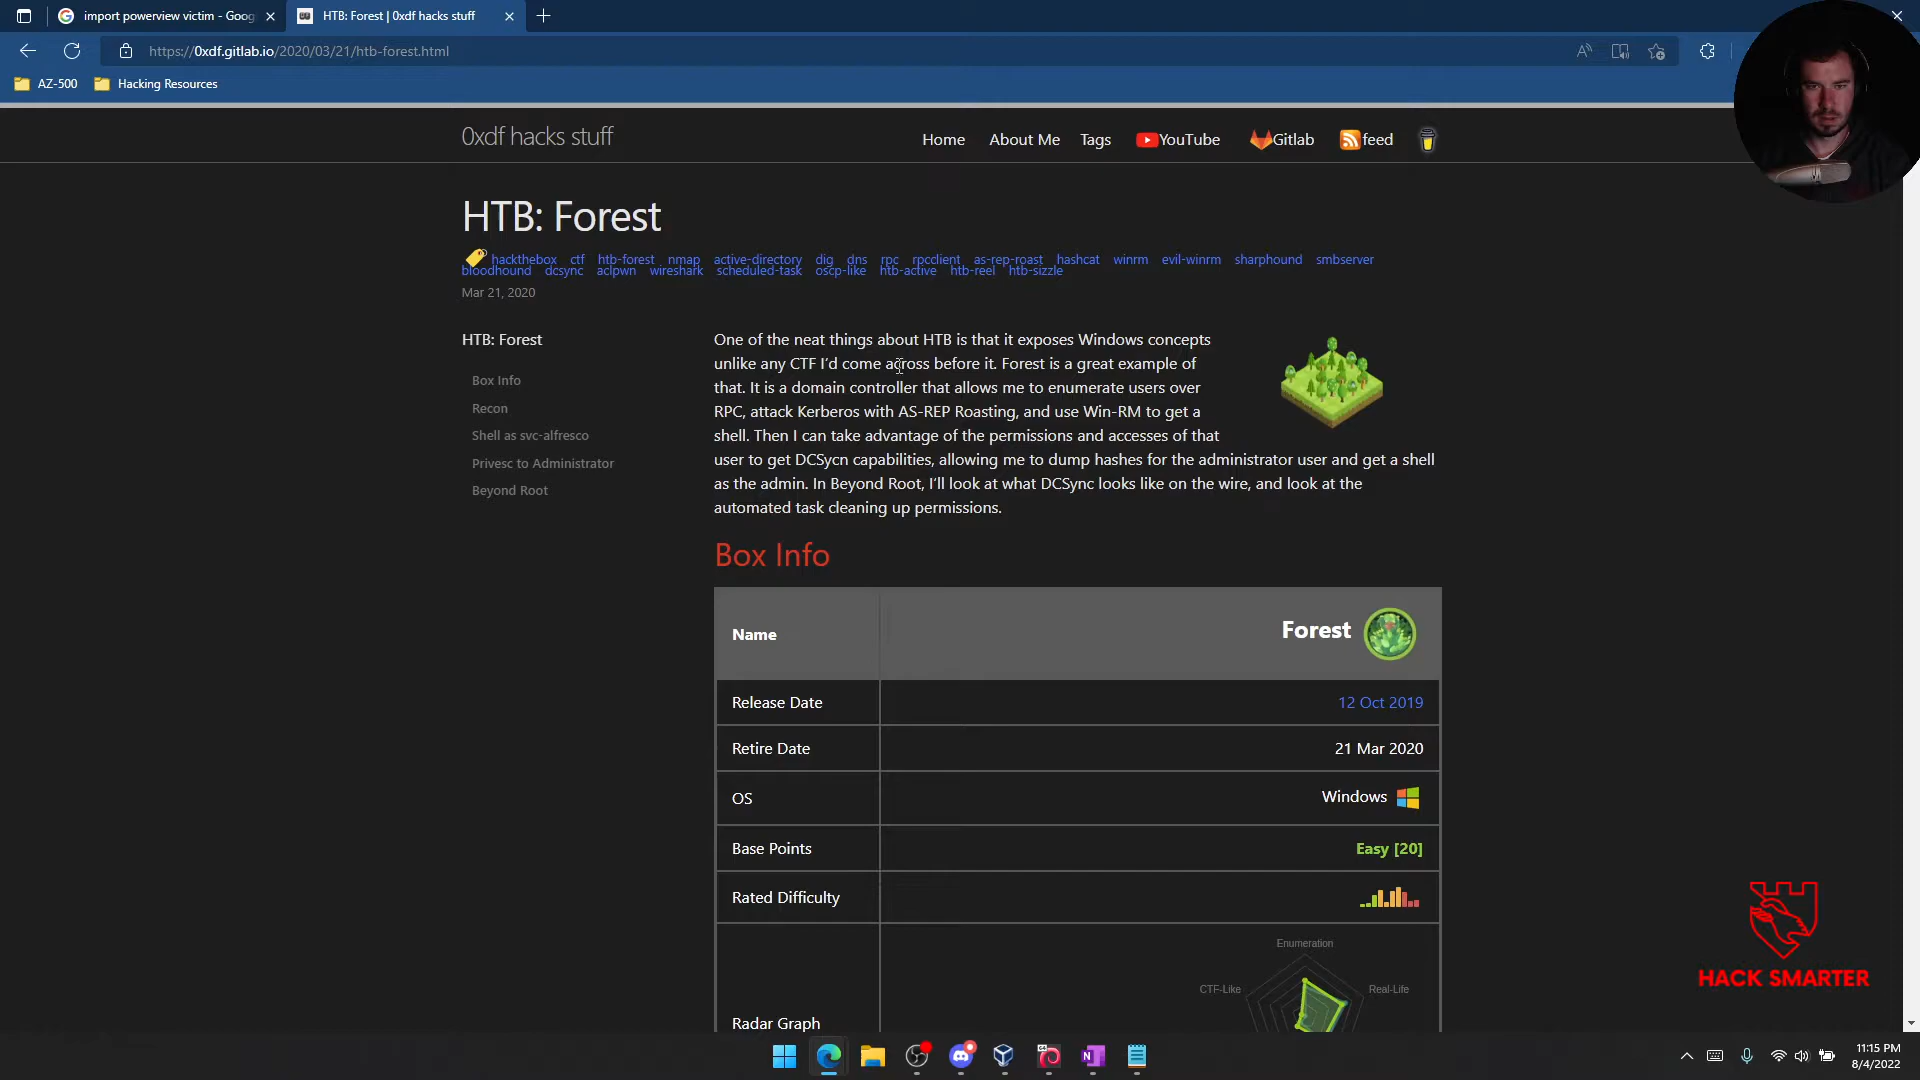 import powerview victim - Goog
HTB: Forest | 0xdf hacks stuff
https://0xdf.gitlab.io/2020/03/21/htb-forest.html
AZ-500
Hacking Resources
0xdf hacks stuff
Home
About Me
Tags
YouTube
Gitlab
feed
HTB: Forest
hackthebox ctf htb-forest nmap active-directory dig dns rpc rpcclient as-rep-roast hashcat winrm evil-winrm sharphound smbserver
bloodhound dcsync aclpwn wireshark scheduled-task oscp-like htb-active htb-reel htb-sizzle
Mar 21, 2020
HTB: Forest
Box Info
Recon
Shell as svc-alfresco
Privesc to Administrator
Beyond Root
One of the neat things about HTB is that it exposes Windows concepts
unlike any CTF I'd come across before it. Forest is a great example of
that. It is a domain controller that allows me to enumerate users over
RPC, attack Kerberos with AS-REP Roasting, and use Win-RM to get a
shell. Then I can take advantage of the permissions and accesses of that
user to get DCSycn capabilities, allowing me to dump hashes for the administrator user and get a shell
as the admin. In Beyond Root, I'll look at what DCSync looks like on the wire, and look at the
automated task cleaning up permissions.
Box Info
Name Forest
Release Date 12 Oct 2019
Retire Date 21 Mar 2020
OS Windows
Base Points Easy [20]
Rated Difficulty
Radar Graph
Enumeration
CTF-Like
Real-Life
HACK SMARTER
11:15 PM
8/4/2022